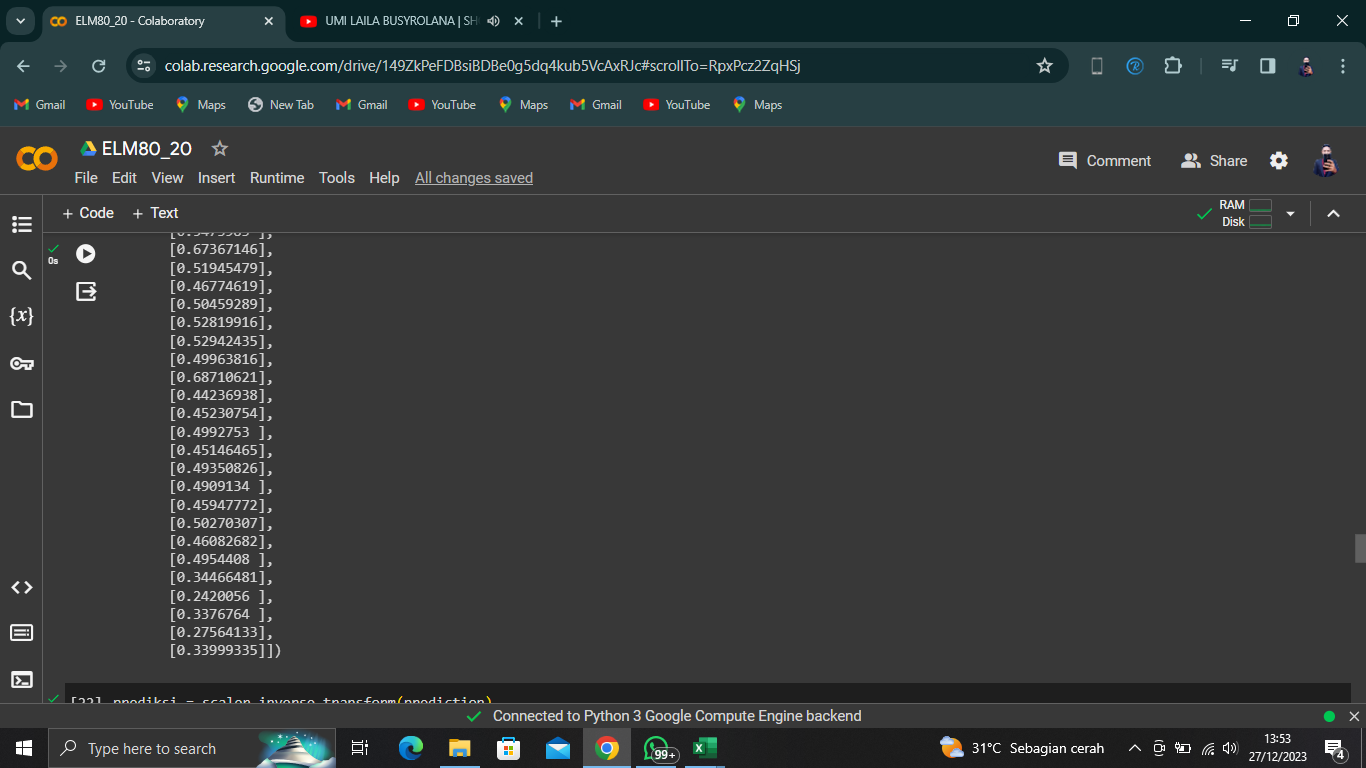 ELM80_20 - Colaboratory
UMI LAILA BUSYROLANA | SH
colab.research.google.com/drive/149ZkPeFDBsiBDBe0g5dq4kub5VcAxRJc#scrollTo=RpxPcz2ZqHSj
Gmail YouTube Maps New Tab Gmail YouTube Maps Gmail YouTube Maps
ELM80_20
Comment Share
File Edit View Insert Runtime Tools Help All changes saved
+ Code + Text
RAM
Disk
0s
[0.5479985 ],
[0.67367146],
[0.51945479],
[0.46774619],
[0.50459289],
[0.52819916],
[0.52942435],
[0.49963816],
[0.68710621],
[0.44236938],
[0.45230754],
[0.4992753 ],
[0.45146465],
[0.49350826],
[0.4909134 ],
[0.45947772],
[0.50270307],
[0.46082682],
[0.4954408 ],
[0.34466481],
[0.2420056 ],
[0.3376764 ],
[0.27564133],
[0.33999335]])
{x}
[22] prediksi = scaler.inverse_transform(prediction)
Connected to Python 3 Google Compute Engine backend
Type here to search
99+
31°C Sebagian cerah
13:53
27/12/2023
4